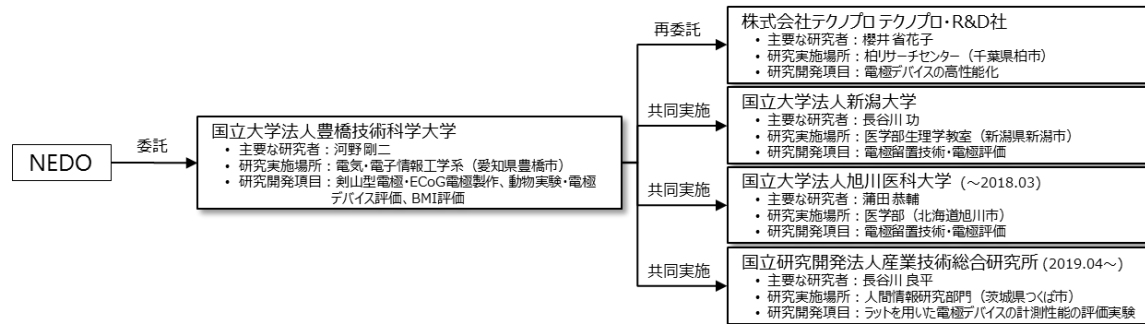 NEDO
委託
国立大学法人豊橋技術科学大学
• 主要な研究者：河野 剛二
• 研究実施場所：電気・電子情報工学系（愛知県豊橋市）
• 研究開発項目：剣山型電極・ECoG電極製作、動物実験・電極
デバイス評価、BMI評価
再委託
株式会社テクノプロ テクノプロ・R&D社
• 主要な研究者：櫻井 省花子
• 研究実施場所：柏リサーチセンター（千葉県柏市）
• 研究開発項目：電極デバイスの高性能化
共同実施
国立大学法人新潟大学
• 主要な研究者：長谷川 功
• 研究実施場所：医学部生理学教室（新潟県新潟市）
• 研究開発項目：電極留置技術・電極評価
共同実施
国立大学法人旭川医科大学 (～2018.03)
• 主要な研究者：蒲田 恭輔
• 研究実施場所：医学部（北海道旭川市）
• 研究開発項目：電極留置技術・電極評価
共同実施
国立研究開発法人産業技術総合研究所 (2019.04～)
• 主要な研究者：長谷川 良平
• 研究実施場所：人間情報研究部門（茨城県つくば市）
• 研究開発項目：ラットを用いた電極デバイスの計測性能の評価実験